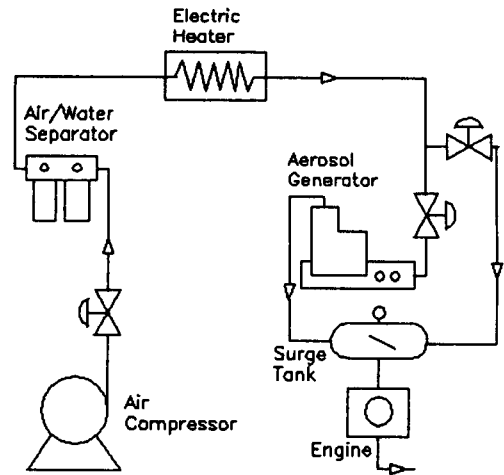 Electric
Heater
Air/Water
Separator
Aerosol
Generator
Surge
Tank
Air
Compressor
Engine